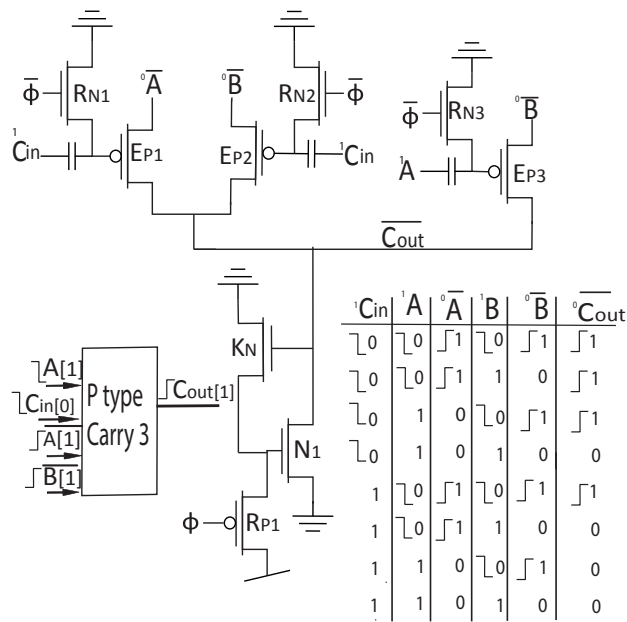 Φ̅ RN1 0A̅ 0B̅ RN2 Φ̅
1Cin EP1 EP2 1Cin
Φ̅ RN3 0B̅
1A EP3
C̅o̅u̅t̅
KN
N1
Φ RP1
A[1]
Cin[0]
A̅[̅1̅]̅
B̅[̅1̅]̅
P type
Carry 3
Cout[1]
1Cin 1A 0A̅ 1B 0B̅ 0C̅o̅u̅t̅
0 0 1 0 1 1
0 0 1 1 0 1
0 1 0 0 1 1
0 1 0 1 0 0
1 0 1 0 1 1
1 0 1 1 0 0
1 1 0 0 1 0
1 1 0 1 0 0